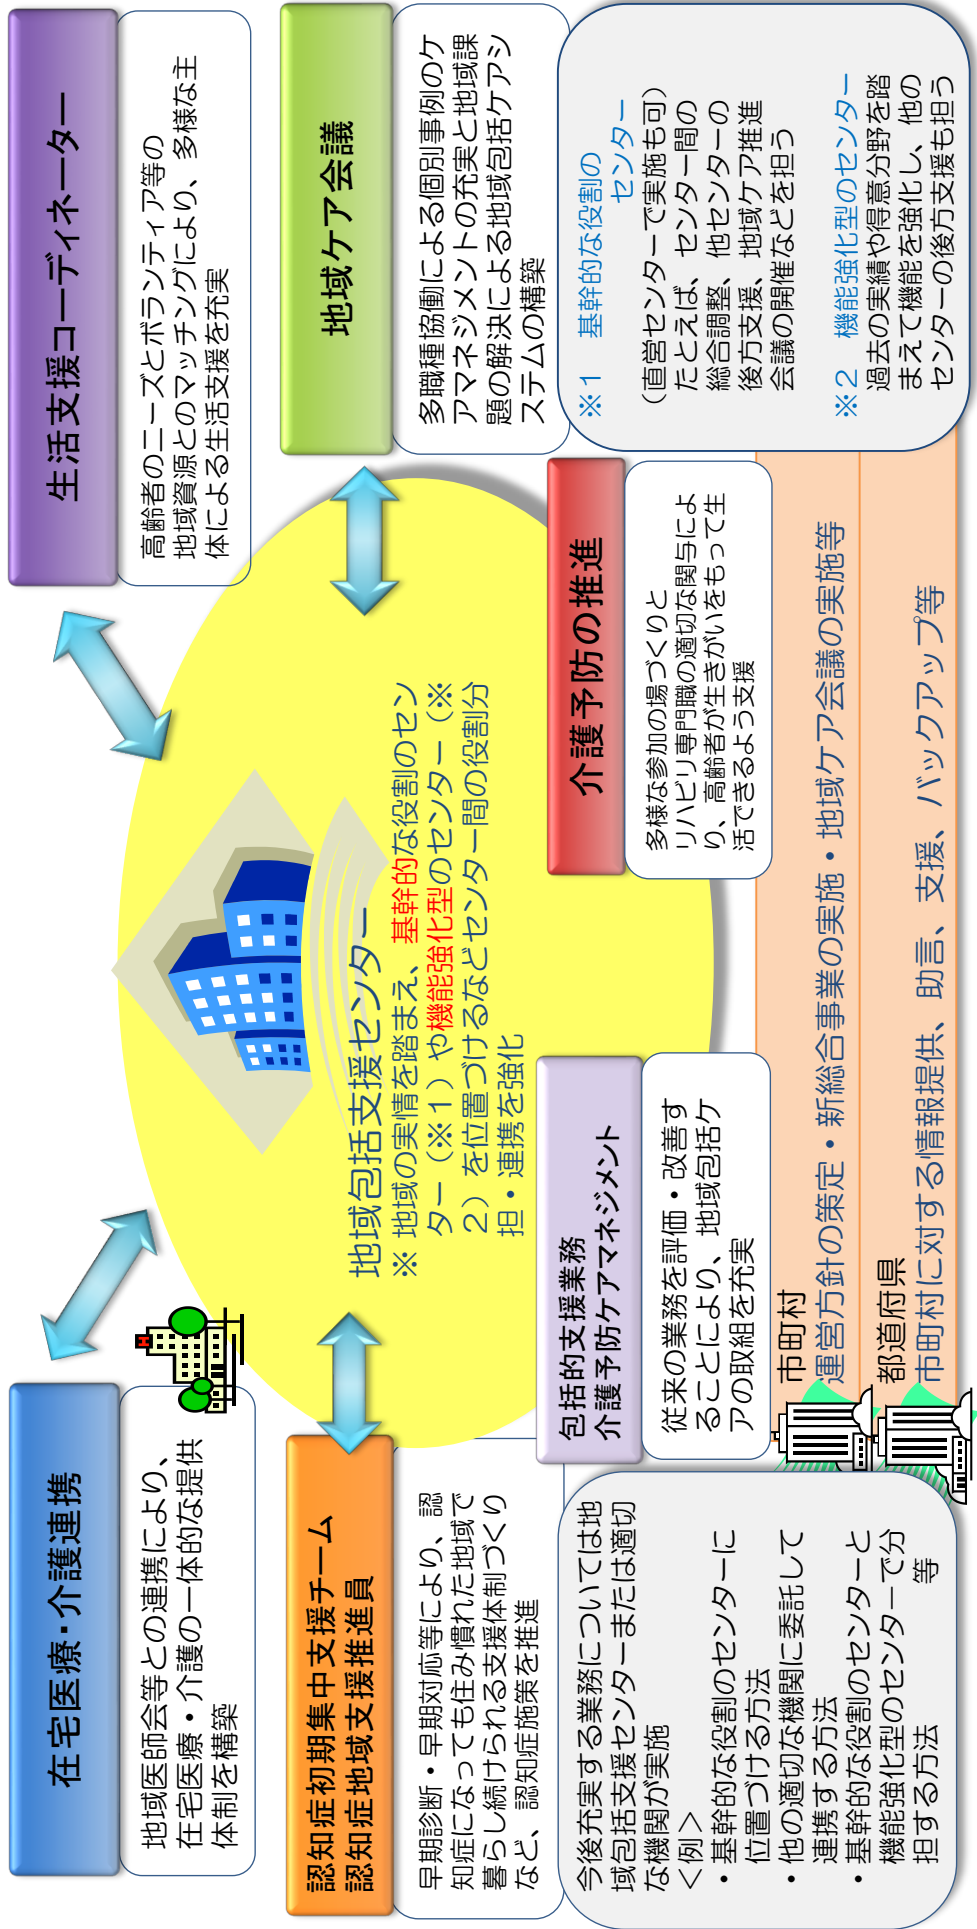 在宅医療・介護連携
地域医師会等との連携により、
在宅医療・介護の一体的な提供
体制を構築
生活支援コーディネーター
高齢者のニーズとボランティア等の
地域資源とのマッチングにより、多様な主
体による生活支援を充実
認知症初期集中支援チーム
認知症地域支援推進員
早期診断・早期対応等により、認
知症になっても住み慣れた地域で
暮らし続けられる支援体制づくり
など、認知症施策を推進
地域包括支援センター
※ 地域の実情を踏まえ、基幹的な役割のセン
ター（※１）や機能強化型のセンター（※
２）を位置づけるなどセンター間の役割分
担・連携を強化
地域ケア会議
多職種協働による個別事例のケ
アマネジメントの充実と地域課
題の解決による地域包括ケアシ
ステムの構築
包括的支援業務
介護予防ケアマネジメント
従来の業務を評価・改善す
ることにより、地域包括ケ
アの取組を充実
介護予防の推進
多様な参加の場づくりと
リハビリ専門職の適切な関与によ
り、高齢者が生きがいをもって生
活できるよう支援
今後充実する業務については地
域包括支援センターまたは適切
な機関が実施
＜例＞
・基幹的な役割のセンターに
位置づける方法
・他の適切な機関に委託して
連携する方法
・基幹的な役割のセンターと
機能強化型のセンターで分
担する方法 等
市町村
運営方針の策定・新総合事業の実施・地域ケア会議の実施等
都道府県
市町村に対する情報提供、助言、支援、バックアップ等
※１ 基幹的な役割の
センター
（直営センターで実施も可）
たとえば、センター間の
総合調整、他センターの
後方支援、地域ケア推進
会議の開催などを担う
※２ 機能強化型のセンター
過去の実績や得意分野を踏
まえて機能を強化し、他の
センターの後方支援も担う